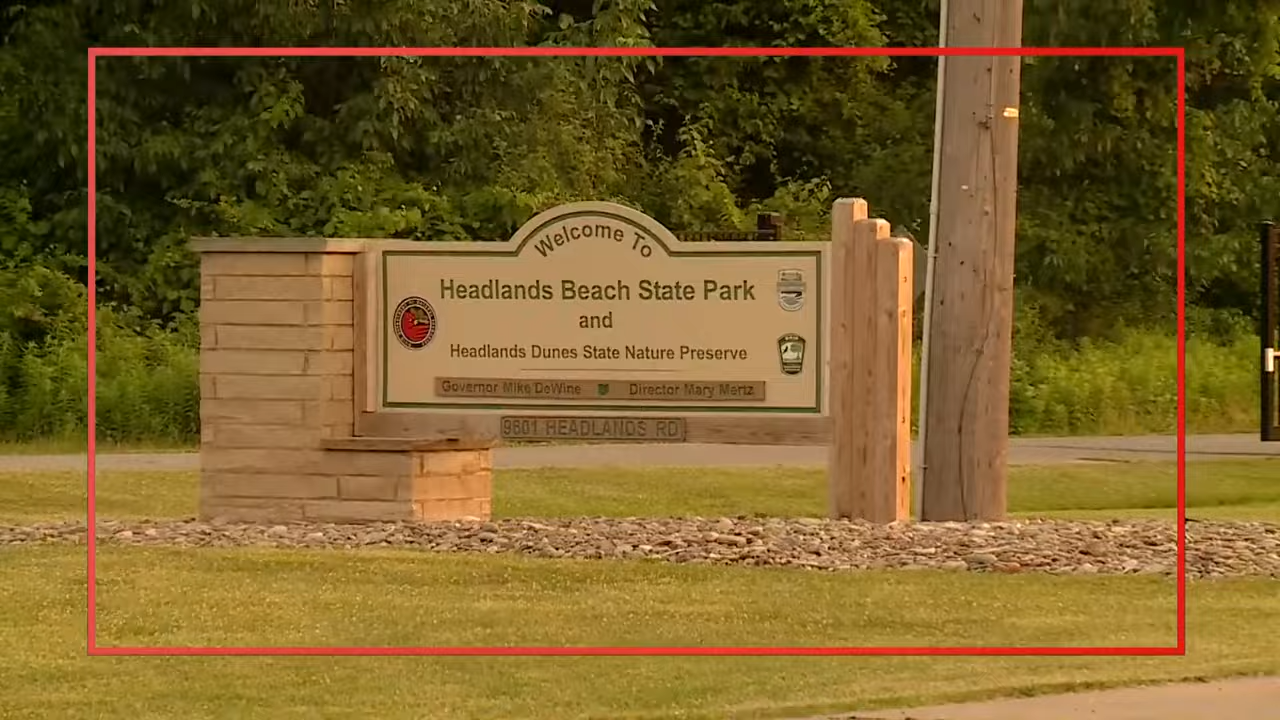 Welcome To
Headlands Beach State Park
and
Headlands Dunes State Nature Preserve
Governor Mike DeWine Director Mary Mertz
9601 HEADLANDS RD